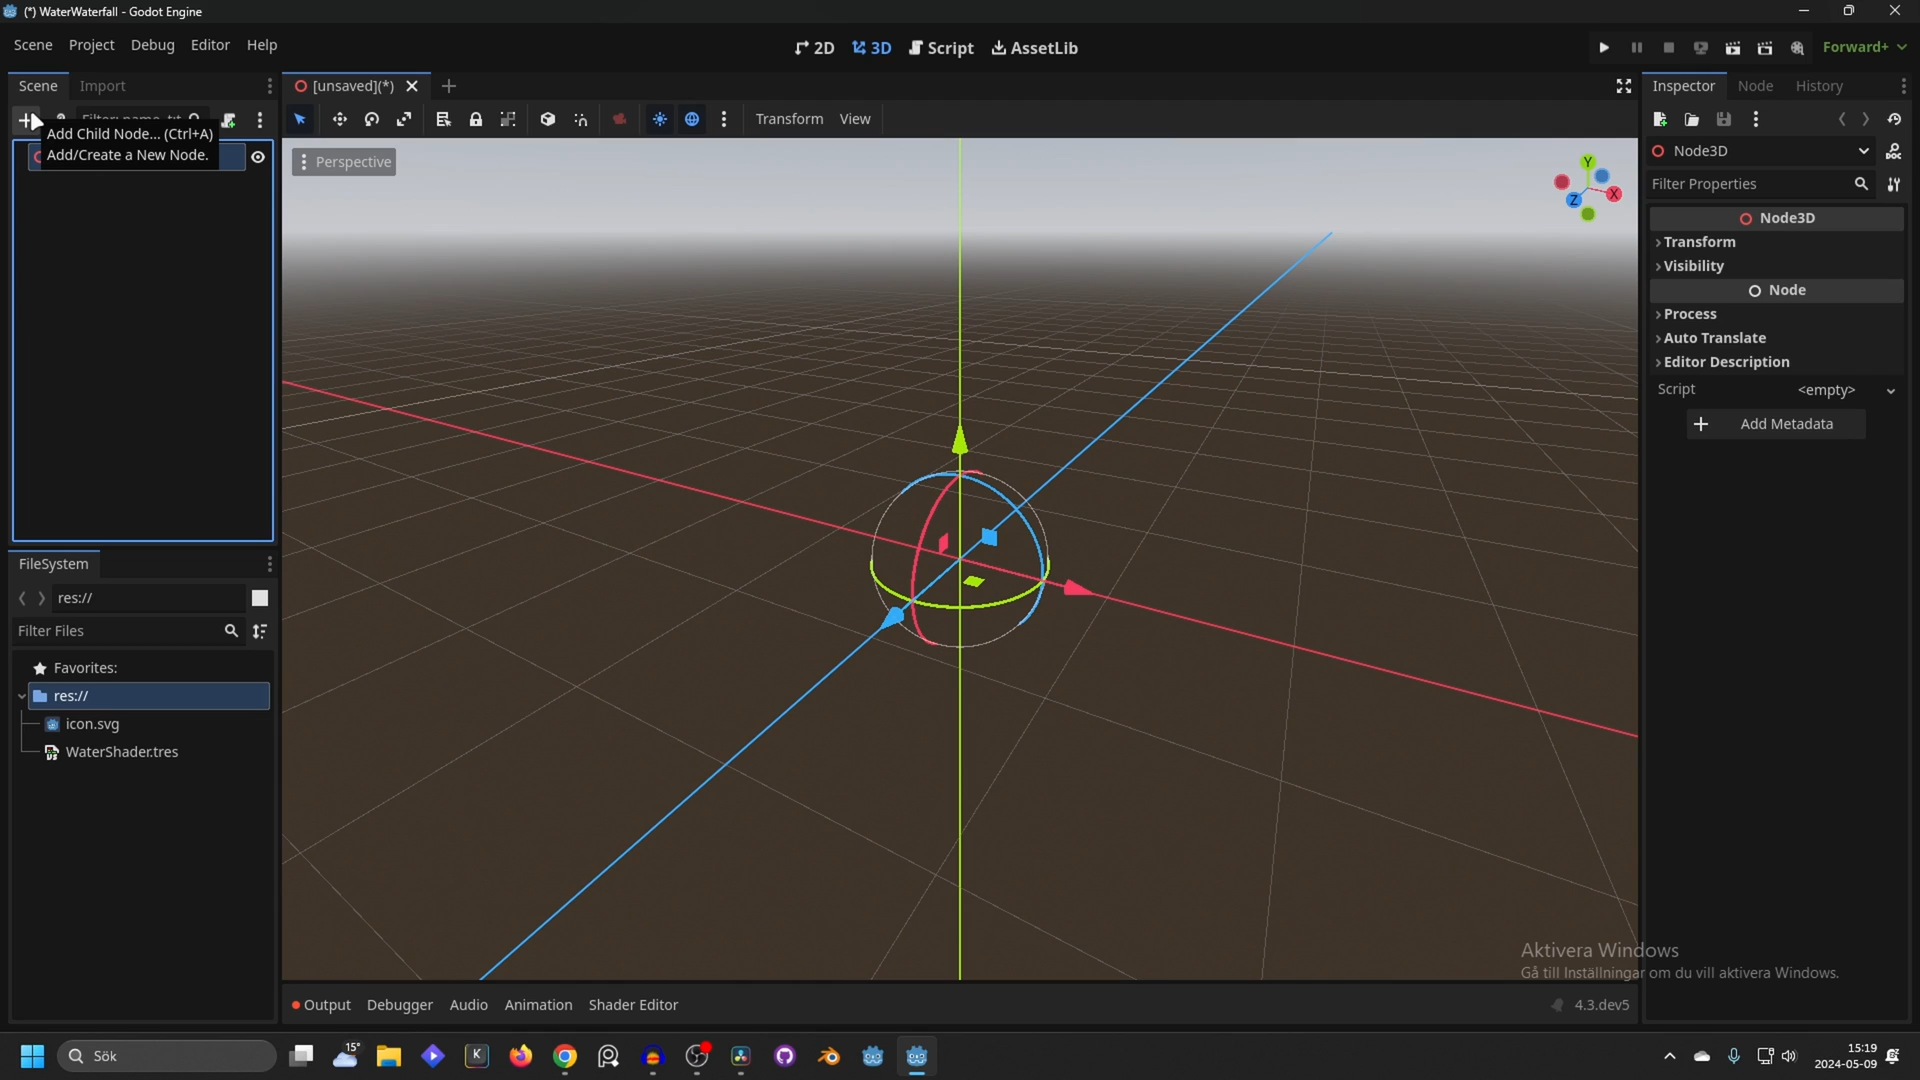 (*) WaterWaterfall - Godot Engine
Scene Project Debug Editor Help
2D 3D Script AssetLib
Forward+
Scene Import
[unsaved](*)
Inspector Node History
Add Child Node... (Ctrl+A)
Add/Create a New Node.
Transform View
Perspective
Y
X
Z
Node3D
Filter Properties
Node3D
Transform
Visibility
Node
Process
Auto Translate
Editor Description
Script <empty>
Add Metadata
FileSystem
res://
Filter Files
Favorites:
res://
icon.svg
WaterShader.tres
Aktivera Windows
Gå till Inställningar om du vill aktivera Windows.
Output Debugger Audio Animation Shader Editor
4.3.dev5
Sök
15°
K
15:19
2024-05-09